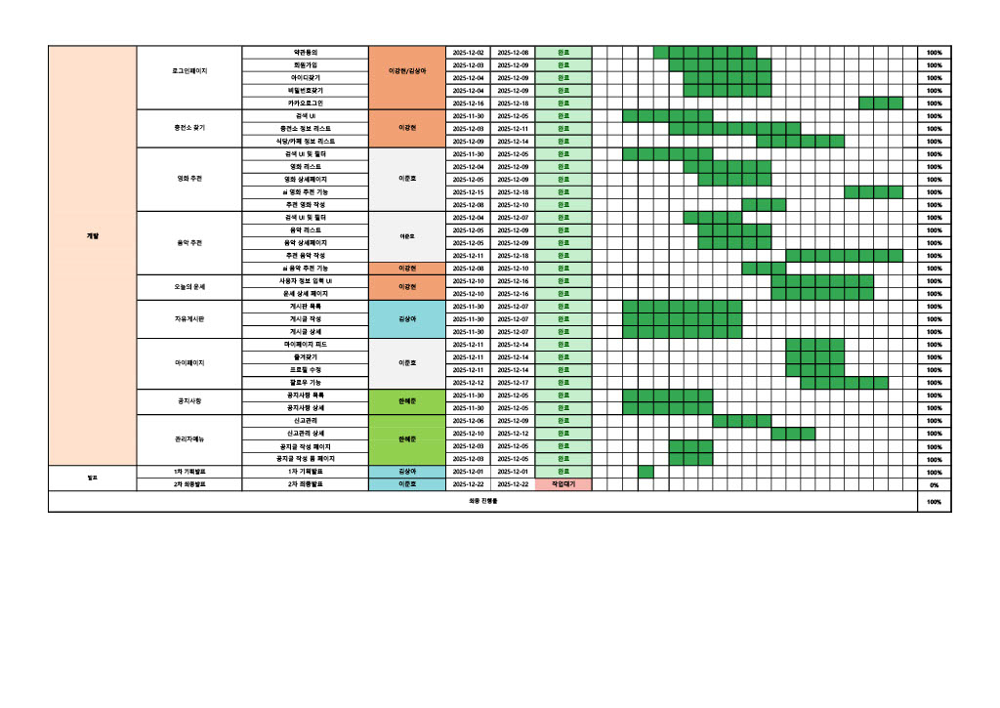 개발 로그인페이지 약관동의 이강현/김상아 2025-12-02 2025-12-08 완료 100%
회원가입 2025-12-03 2025-12-09 완료 100%
아이디찾기 2025-12-04 2025-12-09 완료 100%
비밀번호찾기 2025-12-04 2025-12-09 완료 100%
카카오로그인 2025-12-16 2025-12-18 완료 100%
충전소 찾기 검색 UI 이강현 2025-11-30 2025-12-05 완료 100%
충전소 정보 리스트 2025-12-03 2025-12-11 완료 100%
식당/카페 정보 리스트 2025-12-09 2025-12-14 완료 100%
영화 추천 검색 UI 및 필터 이준호 2025-11-30 2025-12-05 완료 100%
영화 리스트 2025-12-04 2025-12-09 완료 100%
영화 상세페이지 2025-12-05 2025-12-09 완료 100%
ai 영화 추천 기능 2025-12-15 2025-12-18 완료 100%
추천 영화 작성 2025-12-08 2025-12-10 완료 100%
음악 추천 검색 UI 및 필터 이준호 2025-12-04 2025-12-07 완료 100%
음악 리스트 2025-12-05 2025-12-09 완료 100%
음악 상세페이지 2025-12-05 2025-12-09 완료 100%
추천 음악 작성 2025-12-11 2025-12-18 완료 100%
ai 음악 추천 기능 이강현 2025-12-08 2025-12-10 완료 100%
오늘의 운세 사용자 정보 입력 UI 이강현 2025-12-10 2025-12-16 완료 100%
운세 상세 페이지 2025-12-10 2025-12-16 완료 100%
자유게시판 게시판 목록 김상아 2025-11-30 2025-12-07 완료 100%
게시글 작성 2025-11-30 2025-12-07 완료 100%
게시글 상세 2025-11-30 2025-12-07 완료 100%
마이페이지 마이페이지 피드 이준호 2025-12-11 2025-12-14 완료 100%
즐겨찾기 2025-12-11 2025-12-14 완료 100%
프로필 수정 2025-12-11 2025-12-14 완료 100%
팔로우 기능 2025-12-12 2025-12-17 완료 100%
공지사항 공지사항 목록 한혜준 2025-11-30 2025-12-05 완료 100%
공지사항 상세 2025-11-30 2025-12-05 완료 100%
관리자메뉴 신고관리 한혜준 2025-12-06 2025-12-09 완료 100%
신고관리 상세 2025-12-10 2025-12-12 완료 100%
공지글 작성 페이지 2025-12-03 2025-12-05 완료 100%
공지글 작성 폼 페이지 2025-12-03 2025-12-05 완료 100%
발표 1차 기획발표 1차 기획발표 김상아 2025-12-01 2025-12-01 완료 100%
2차 최종발표 2차 최종발표 이준호 2025-12-22 2025-12-22 작업대기 0%
최종 진행률 100%